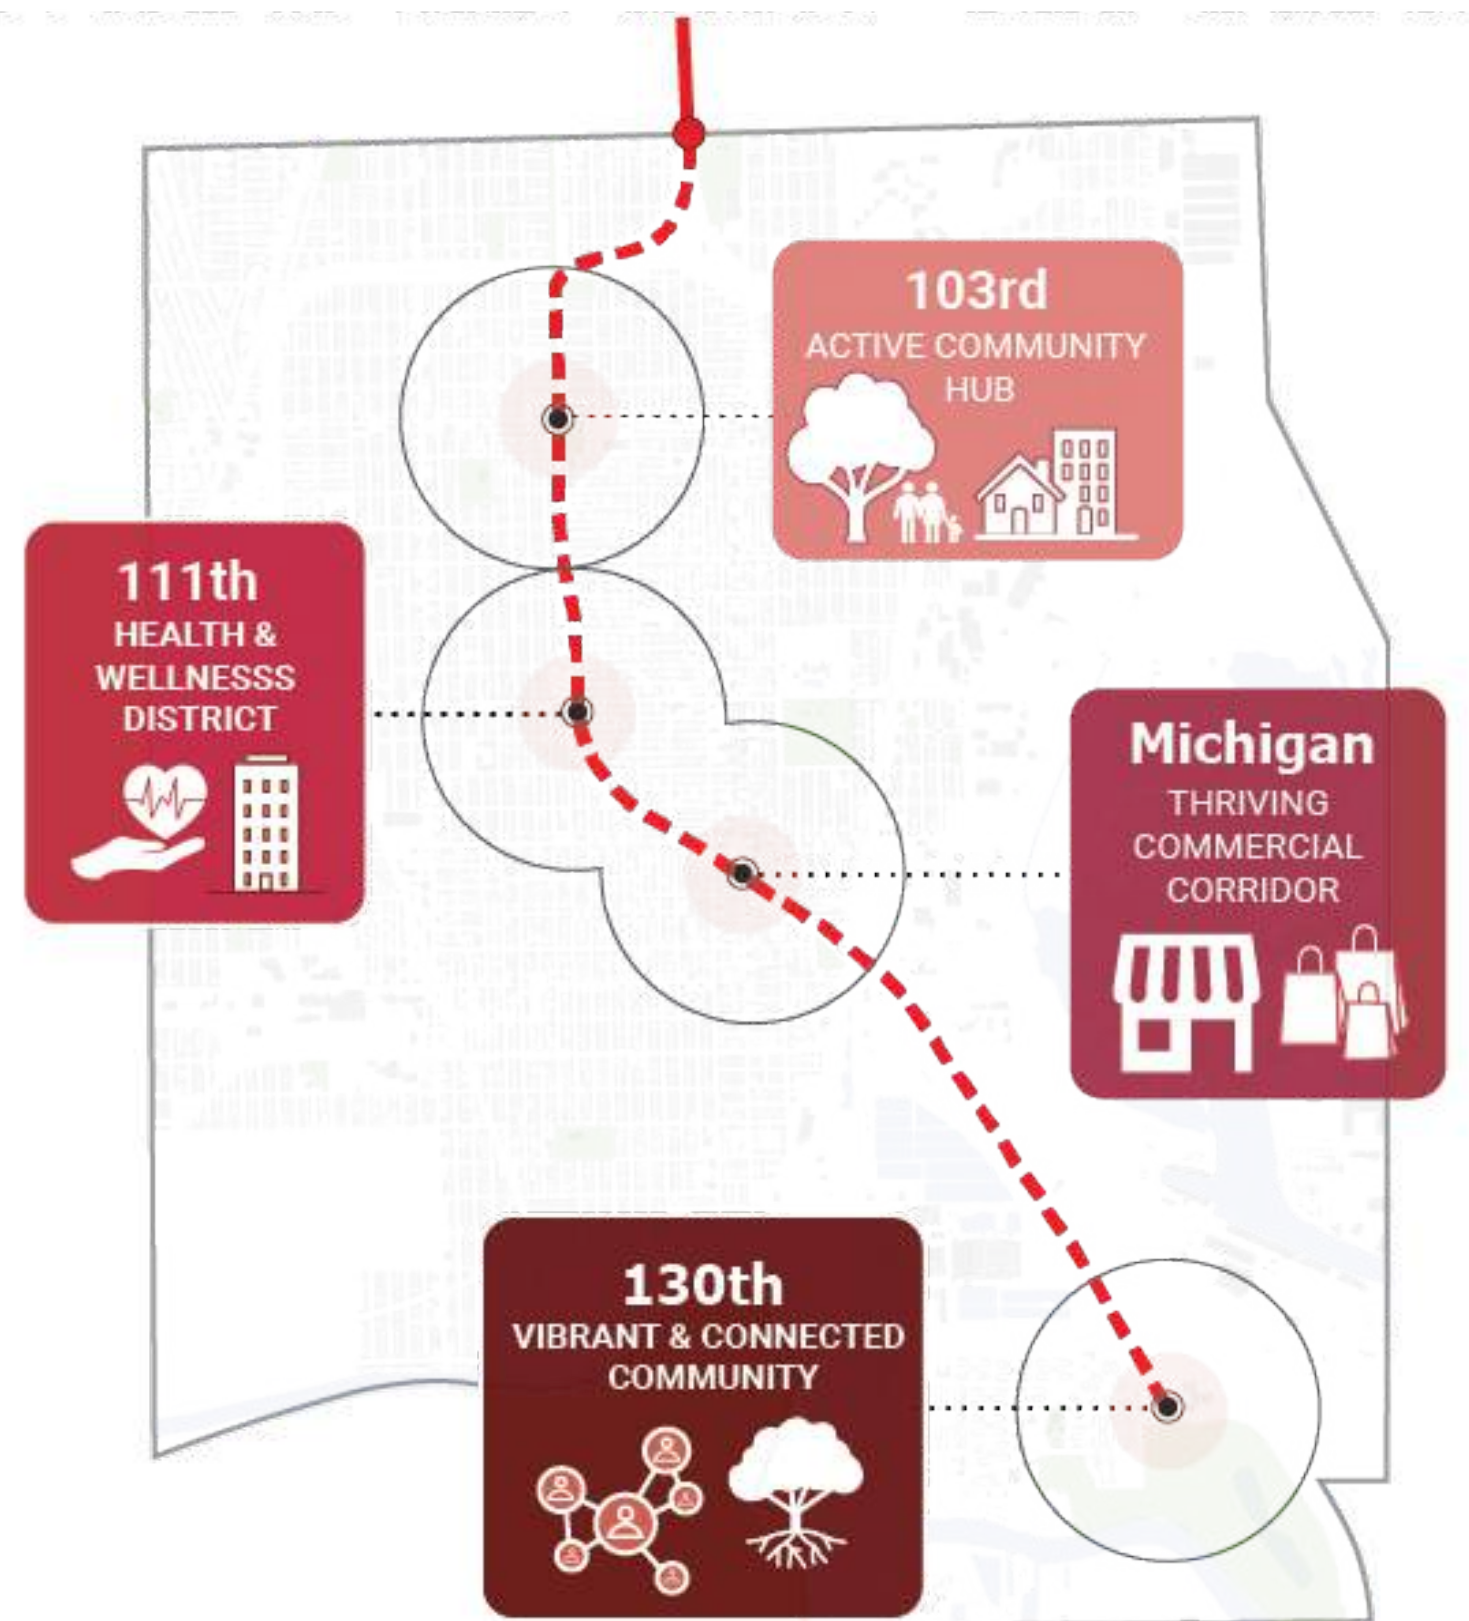 103rd
ACTIVE COMMUNITY
HUB
111th
HEALTH &
WELLNESSS
DISTRICT
Michigan
THRIVING
COMMERCIAL
CORRIDOR
130th
VIBRANT & CONNECTED
COMMUNITY